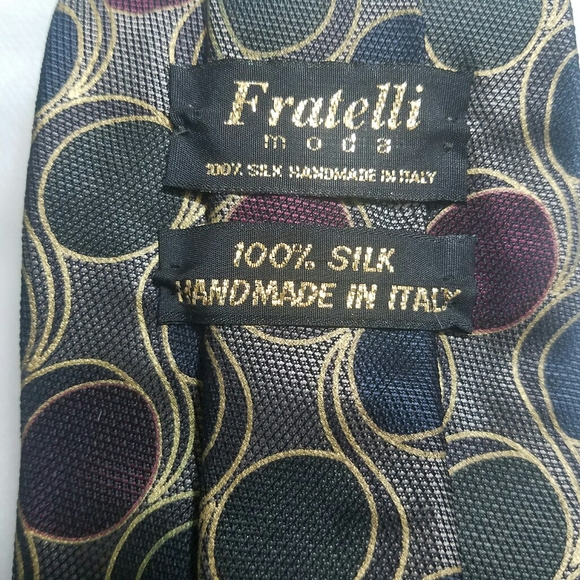 Fratelli
moda
100% SILK HANDMADE IN ITALY
100% SILK
HANDMADE IN ITALY